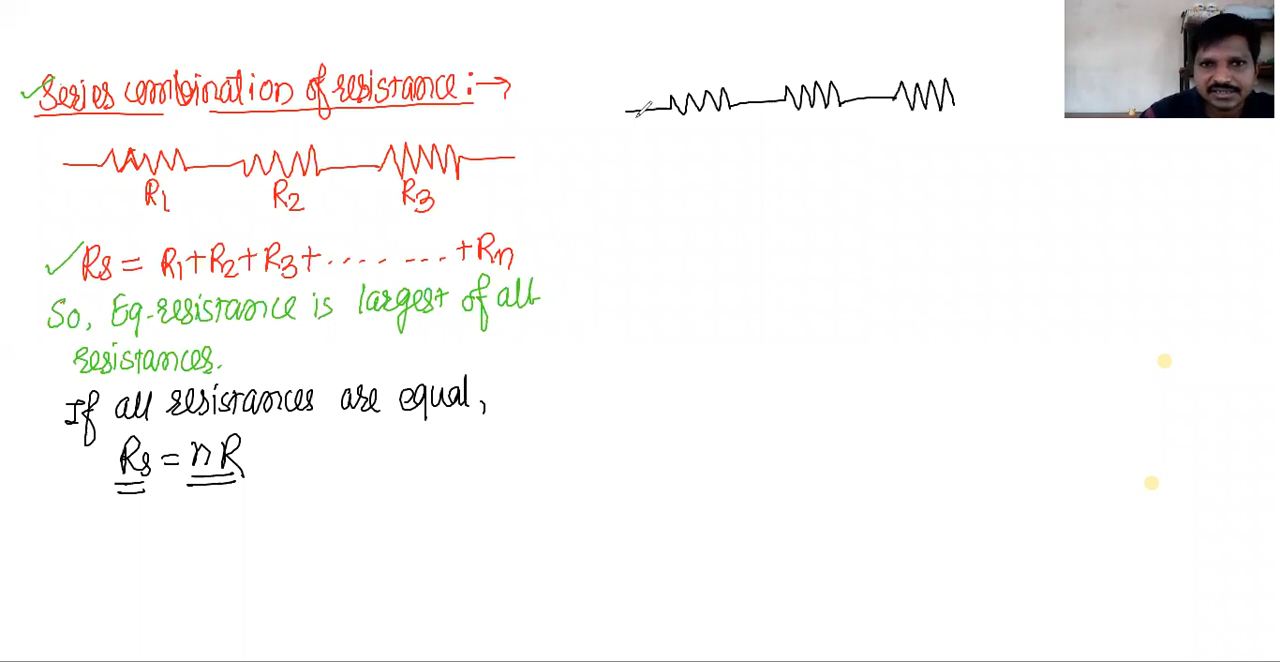 Series combination of resistance :→
R1 R2 R3
Rs = R1+R2+R3+ ........ +Rn
So, Eq-resistance is largest of all
resistances.
If all resistances are equal,
Rs = nR